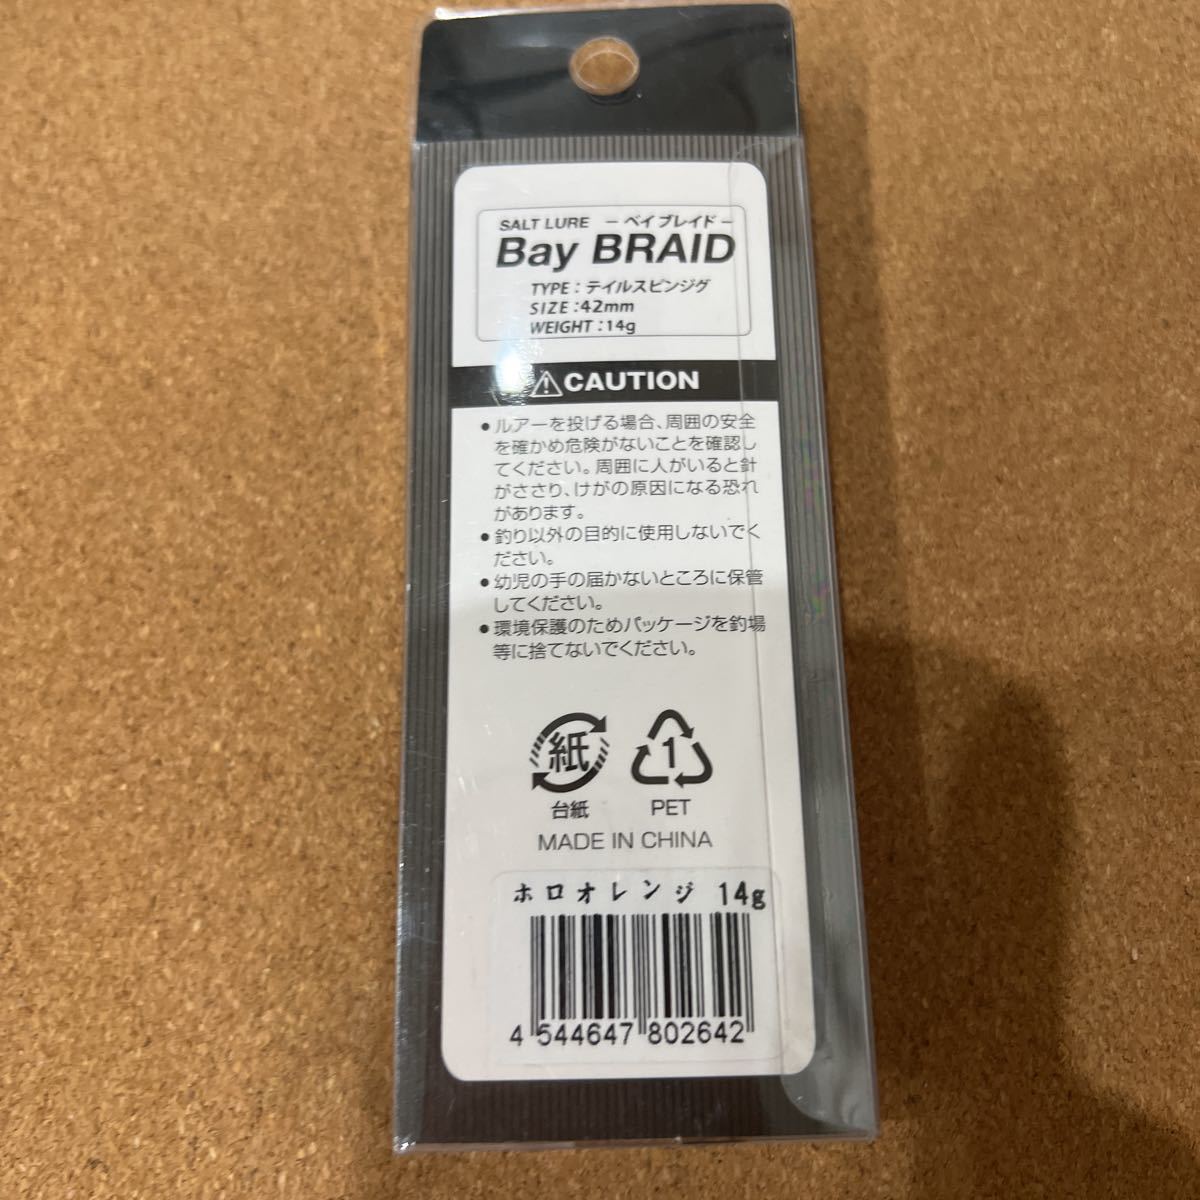 SALT LURE －ベイブレイド－
Bay BRAID
TYPE：テイルスピンジグ
SIZE：42mm
WEIGHT：14g
CAUTION
●ルアーを投げる場合、周囲の安全
を確かめ危険がないことを確認し
てください。周囲に人がいると針
がささり、けがの原因になる恐れ
があります。
●釣り以外の目的に使用しないでく
ださい。
●幼児の手の届かないところに保管
してください。
●環境保護のためパッケージを釣場
等に捨てないでください。
紙 1
台紙 PET
MADE IN CHINA
ホロオレンジ 14g
4 544647 802642